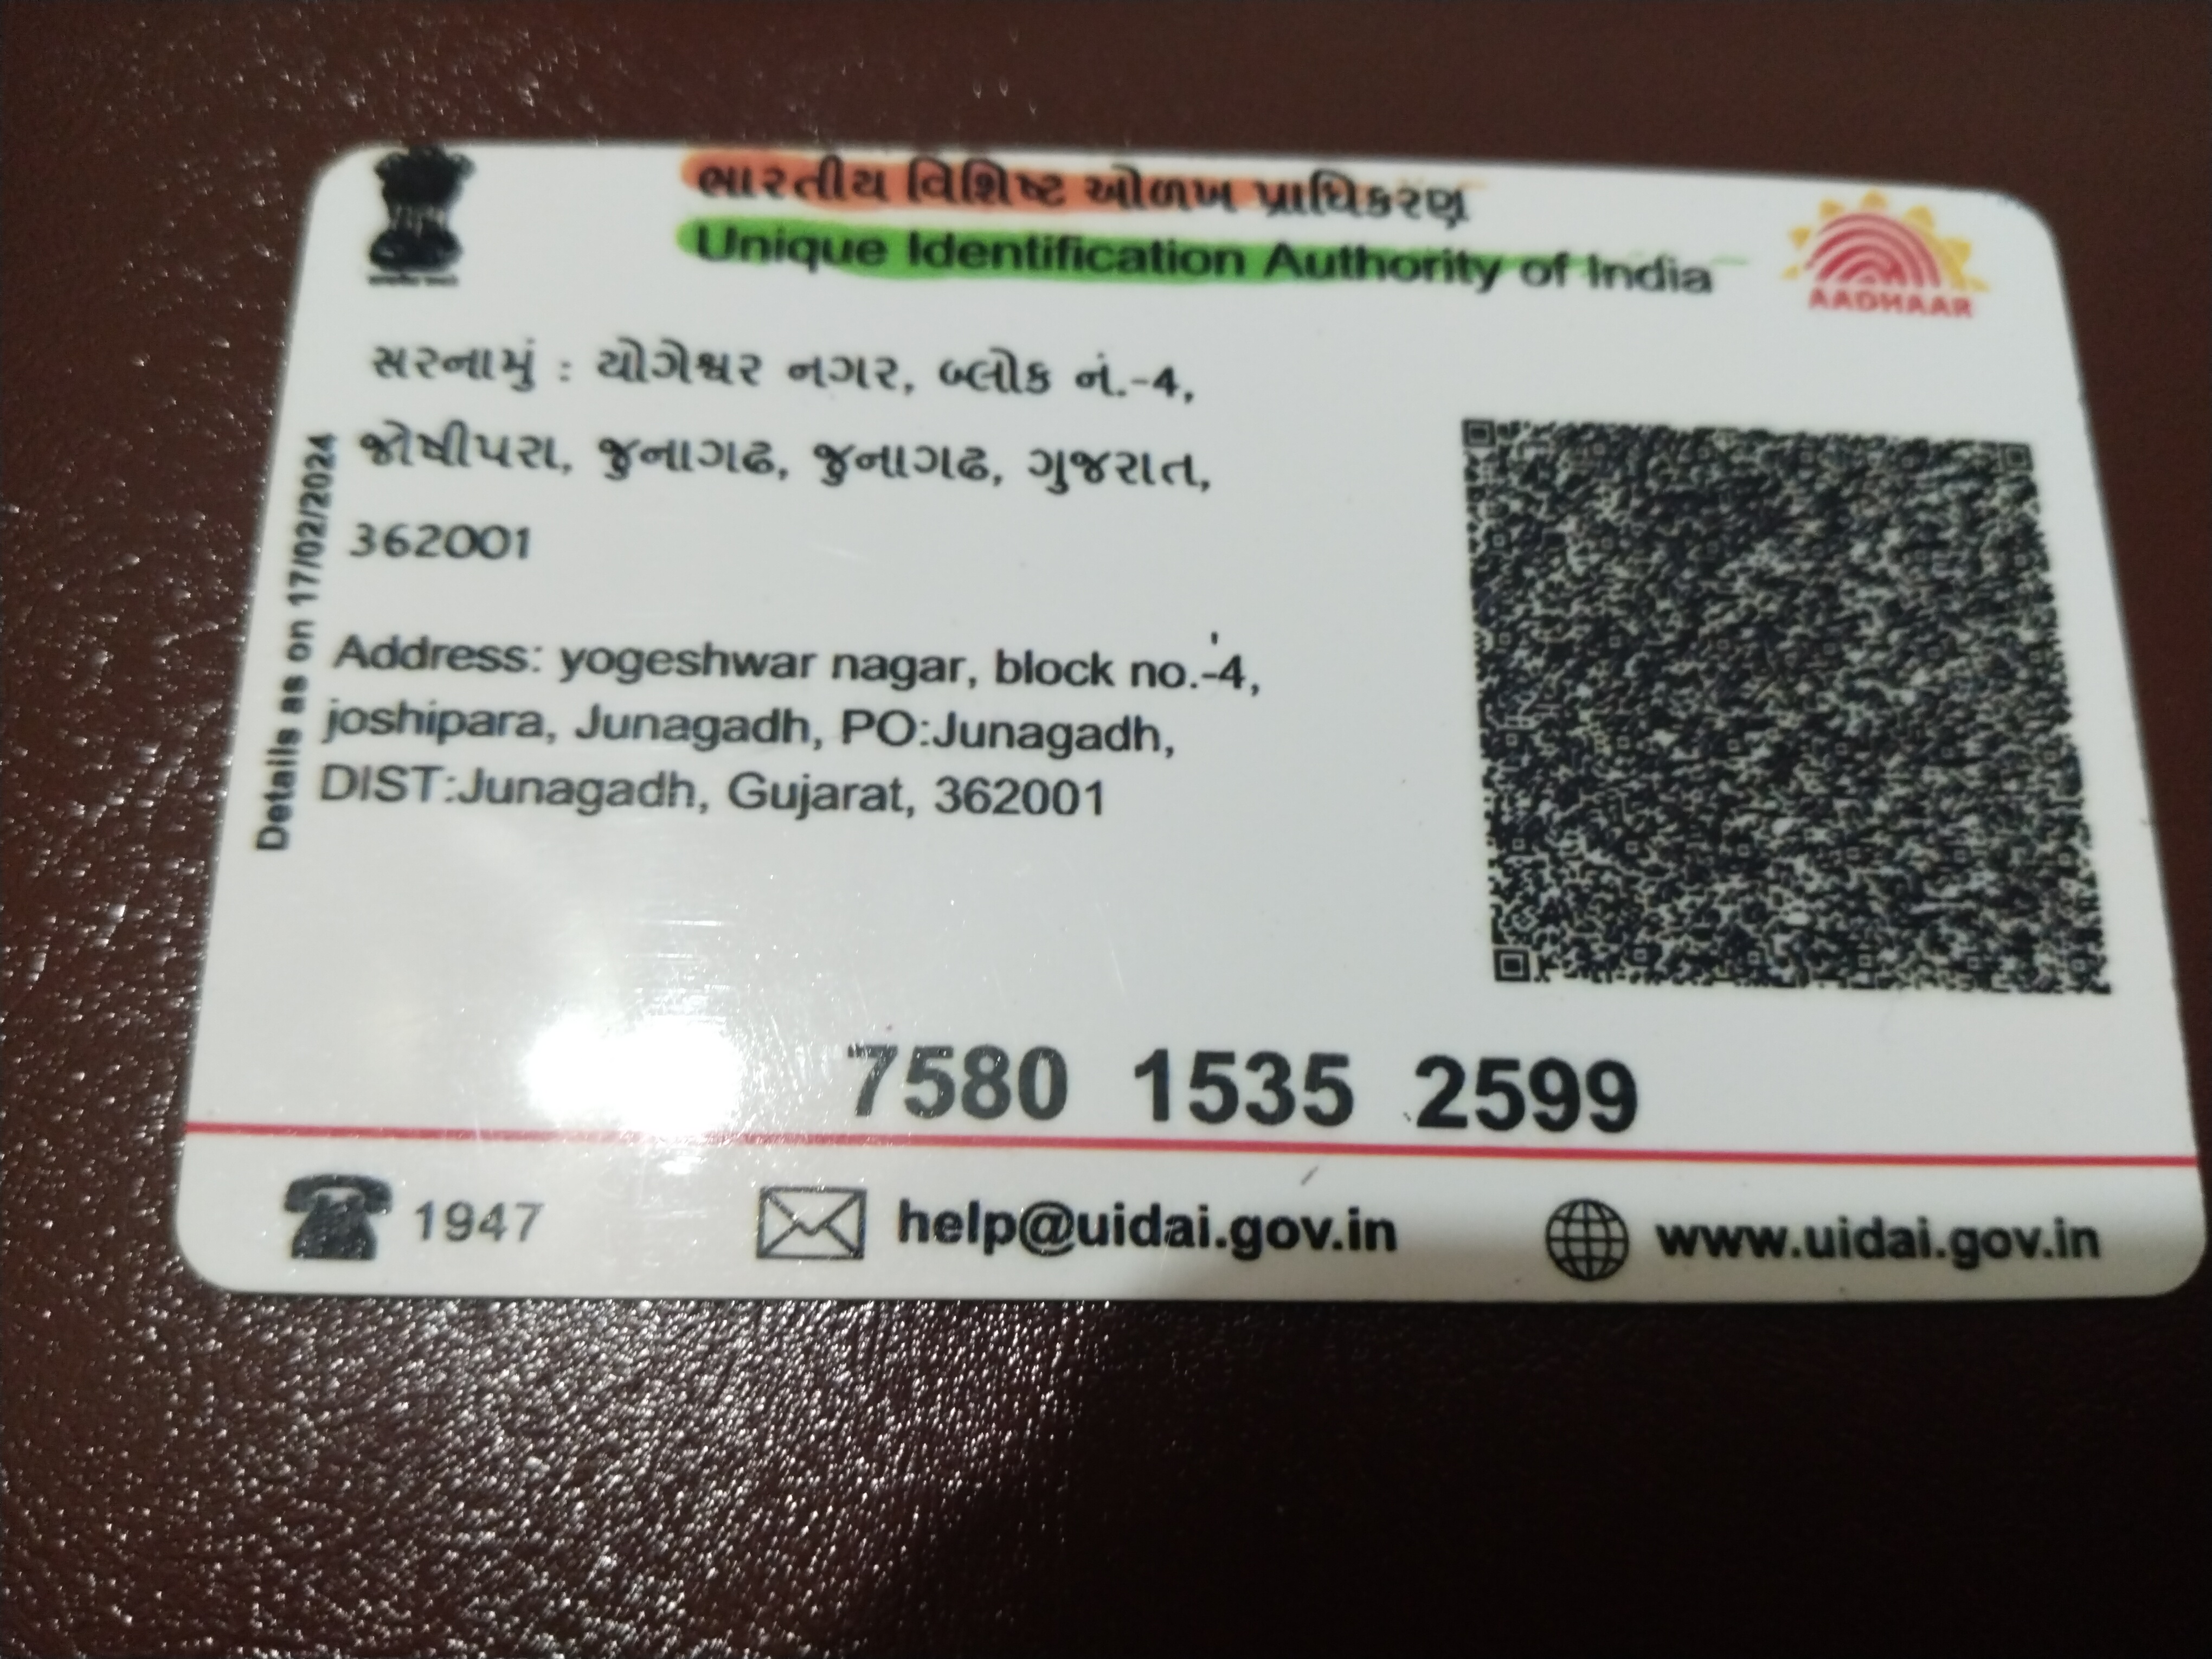 ભારતીય વિશિષ્ટ ઓળખ પ્રાધિકરણ
Unique Identification Authority of India
AADHAAR
સરનામું : યોગેશ્વર નગર, બ્લોક નં.-4,
જોષીપરા, જુનાગઢ, જુનાગઢ, ગુજરાત,
362001
Details as on 17/02/2024
Address: yogeshwar nagar, block no.-4,
joshipara, Junagadh, PO:Junagadh,
DIST:Junagadh, Gujarat, 362001
7580 1535 2599
1947
help@uidai.gov.in
www.uidai.gov.in